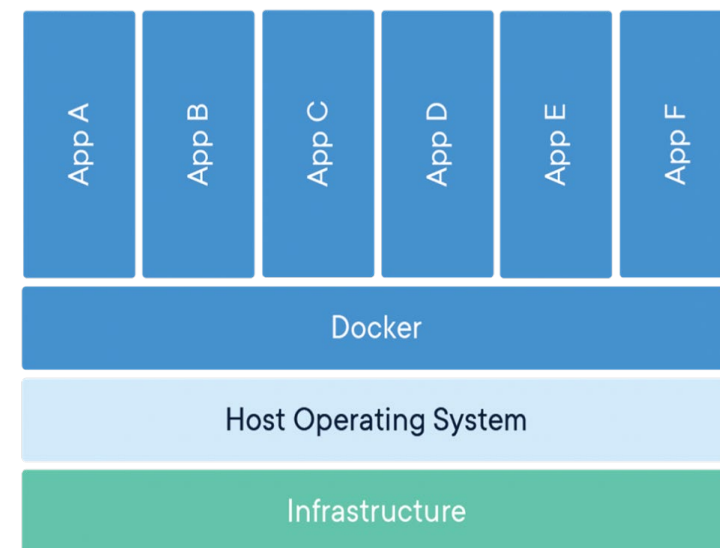 App A
App B
App C
App D
App E
App F
Docker
Host Operating System
Infrastructure